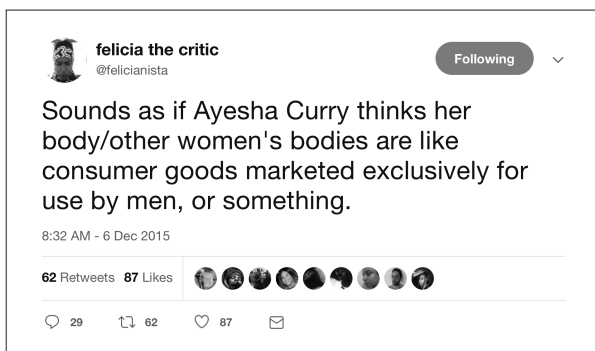 felicia the critic
@felicianista
Following
Sounds as if Ayesha Curry thinks her
body/other women's bodies are like
consumer goods marketed exclusively for
use by men, or something.
8:32 AM - 6 Dec 2015
62 Retweets 87 Likes
29 62 87